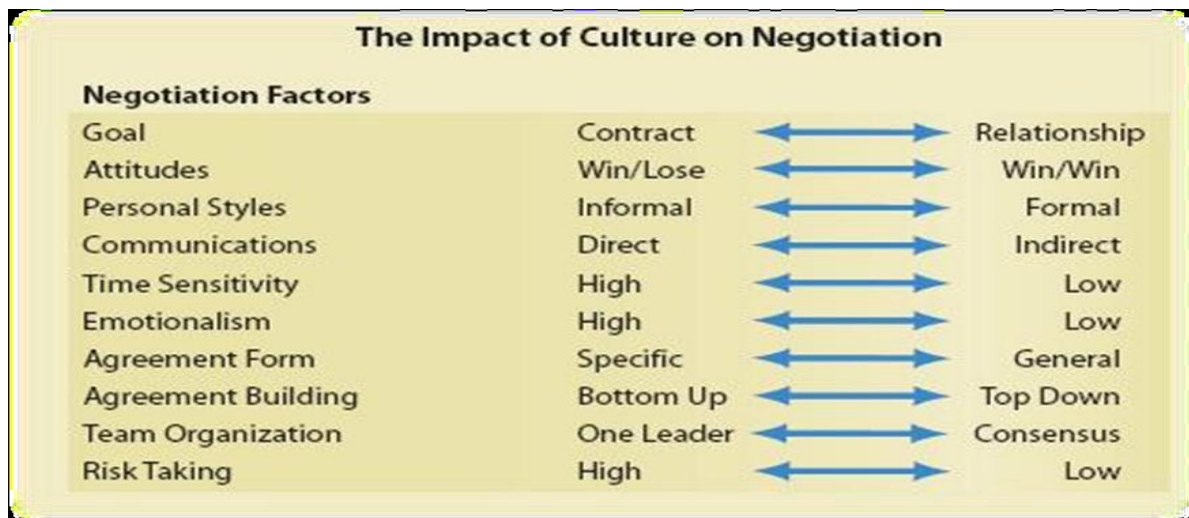 The Impact of Culture on Negotiation
Negotiation Factors
Goal Contract Relationship
Attitudes Win/Lose Win/Win
Personal Styles Informal Formal
Communications Direct Indirect
Time Sensitivity High Low
Emotionalism High Low
Agreement Form Specific General
Agreement Building Bottom Up Top Down
Team Organization One Leader Consensus
Risk Taking High Low